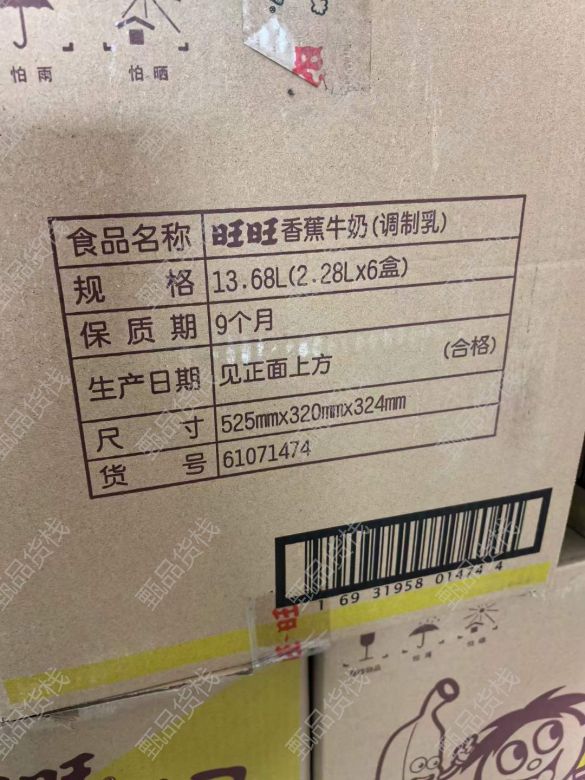 怕雨 怕晒
食品名称 旺旺香蕉牛奶(调制乳)
规格 13.68L(2.28Lx6盒)
保质期 9个月
生产日期 见正面上方 (合格)
尺寸 525mmx320mmx324mm
货号 61071474
1 69 31958 01474 4
旺
旺旺
甄品货栈